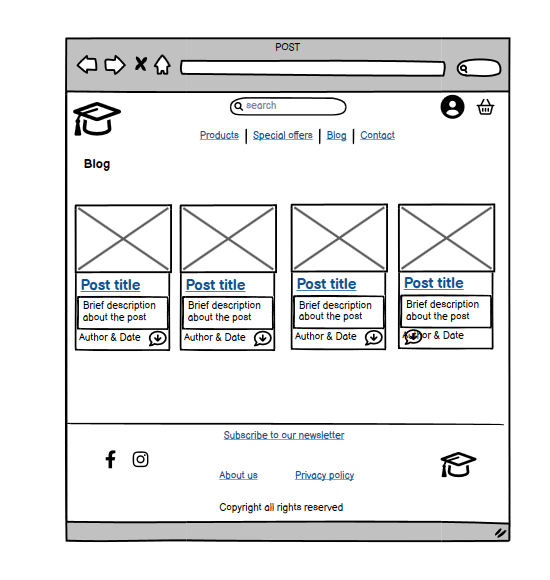 POST
search
Products | Special offers | Blog | Contact
Blog
Post title Post title Post title Post title
Brief description Brief description Brief description Brief description
about the post about the post about the post about the post
Author & Date Author & Date Author & Date Author & Date
Subscribe to our newsletter
About us Privacy policy
Copyright all rights reserved